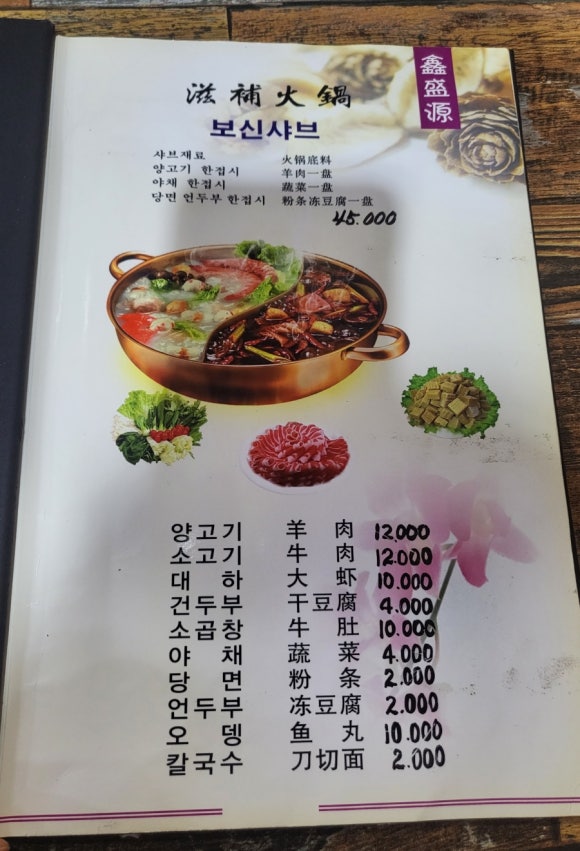 鑫盛源
滋補火鍋
보신샤브
샤브재료 火锅底料
양고기 한접시 羊肉一盘
야채 한접시 蔬菜一盘
당면 언두부 한접시 粉条冻豆腐一盘
45.000
양고기 羊肉 12.000
소고기 牛肉 12.000
대하 大虾 10.000
건두부 干豆腐 4.000
소곱창 牛肚 10.000
야채 蔬菜 4.000
당면 粉条 2.000
언두부 冻豆腐 2.000
오뎅 鱼丸 10.000
칼국수 刀切面 2.000